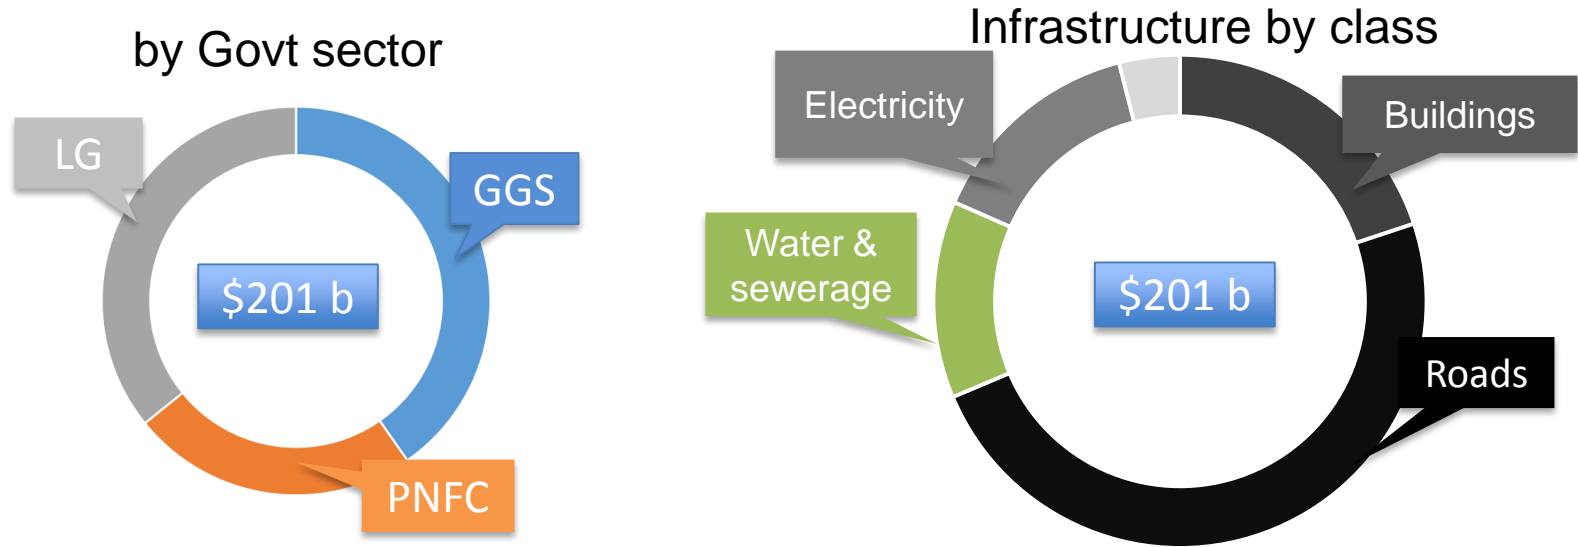 by Govt sector
LG
GGS
$201 b
PNFC
Infrastructure by class
Electricity
Buildings
Water &
sewerage
$201 b
Roads